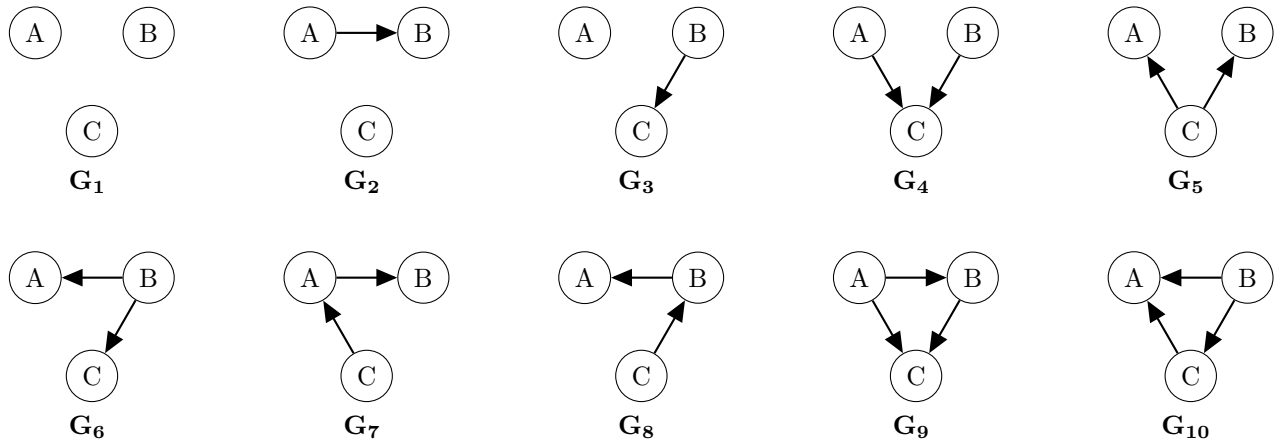 A B A B A B A B A B
C C C C C
G₁ G₂ G₃ G₄ G₅
A B A B A B A B A B
C C C C C
G₆ G₇ G₈ G₉ G₁₀